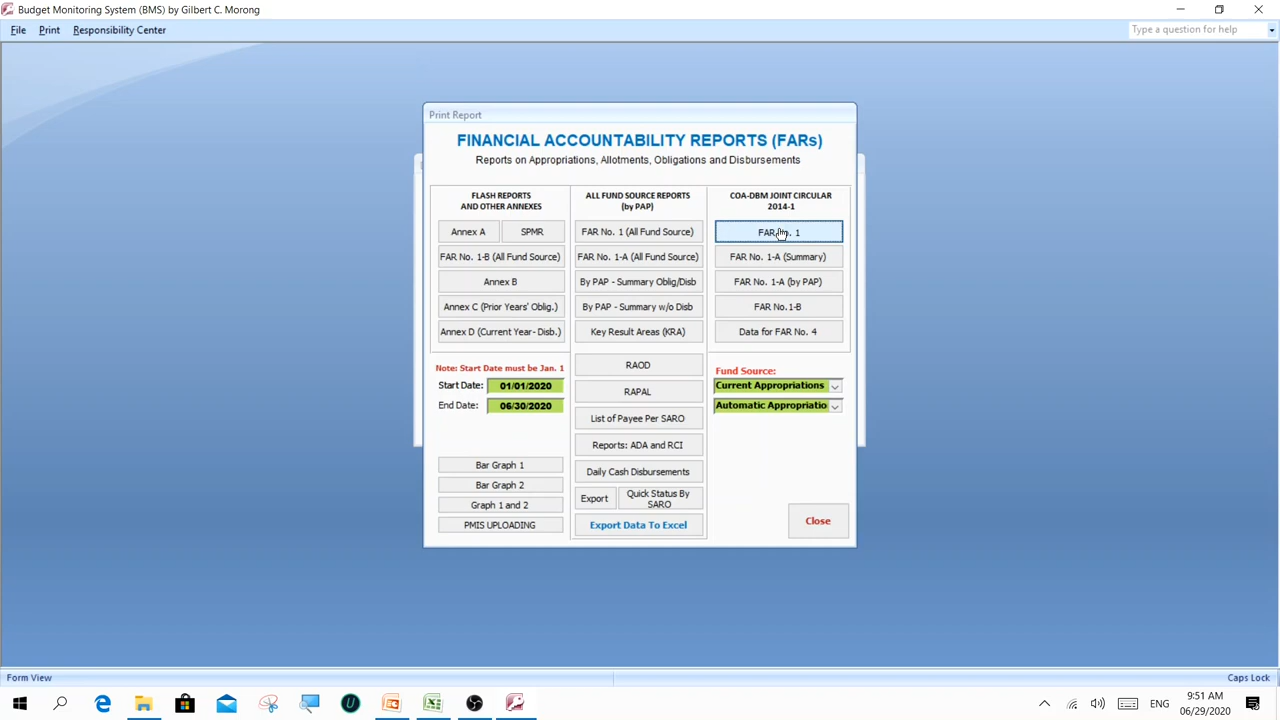 Budget Monitoring System (BMS) by Gilbert C. Morong
File Print Responsibility Center
Type a question for help
Print Report
FINANCIAL ACCOUNTABILITY REPORTS (FARs)
Reports on Appropriations, Allotments, Obligations and Disbursements
FLASH REPORTS
AND OTHER ANNEXES
Annex A SPMR
FAR No. 1-B (All Fund Source)
Annex B
Annex C (Prior Years' Oblig.)
Annex D (Current Year- Disb.)
Note: Start Date must be Jan. 1
Start Date: 01/01/2020
End Date: 06/30/2020
Bar Graph 1
Bar Graph 2
Graph 1 and 2
PMIS UPLOADING
ALL FUND SOURCE REPORTS
(by PAP)
FAR No. 1 (All Fund Source)
FAR No. 1-A (All Fund Source)
By PAP - Summary Oblig/Disb
By PAP - Summary w/o Disb
Key Result Areas (KRA)
RAOD
RAPAL
List of Payee Per SARO
Reports: ADA and RCI
Daily Cash Disbursements
Export
Quick Status By
SARO
Export Data To Excel
COA-DBM JOINT CIRCULAR
2014-1
FAR No. 1
FAR No. 1-A (Summary)
FAR No. 1-A (by PAP)
FAR No.1-B
Data for FAR No. 4
Fund Source:
Current Appropriations
Automatic Appropriatio
Close
Form View
Caps Lock
ENG
9:51 AM
06/29/2020